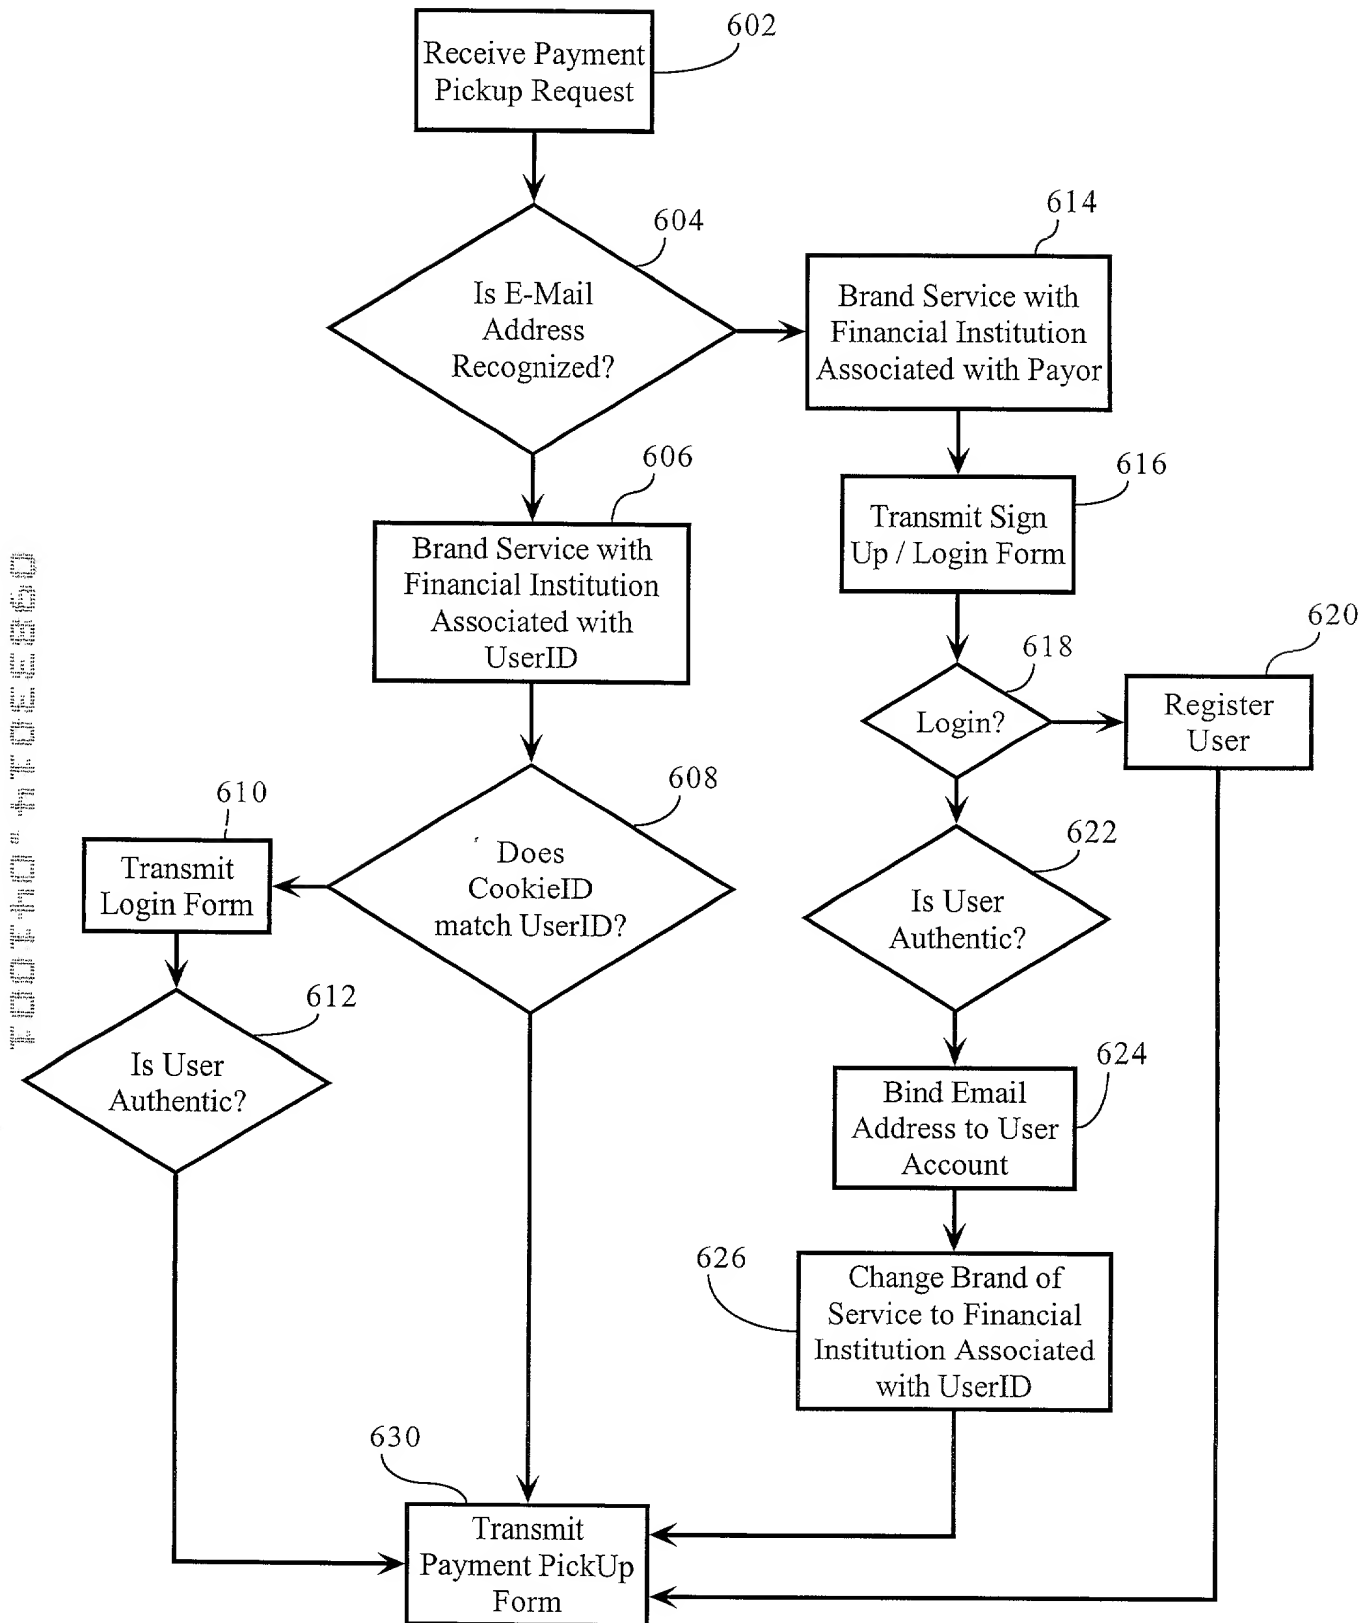 602
Receive Payment
Pickup Request
604
Is E-Mail
Address
Recognized?
614
Brand Service with
Financial Institution
Associated with Payor
606
Brand Service with
Financial Institution
Associated with
UserID
616
Transmit Sign
Up / Login Form
618
Login?
620
Register
User
608
Does
CookieID
match UserID?
610
Transmit
Login Form
612
Is User
Authentic?
622
Is User
Authentic?
624
Bind Email
Address to User
Account
626
Change Brand of
Service to Financial
Institution Associated
with UserID
630
Transmit
Payment PickUp
Form